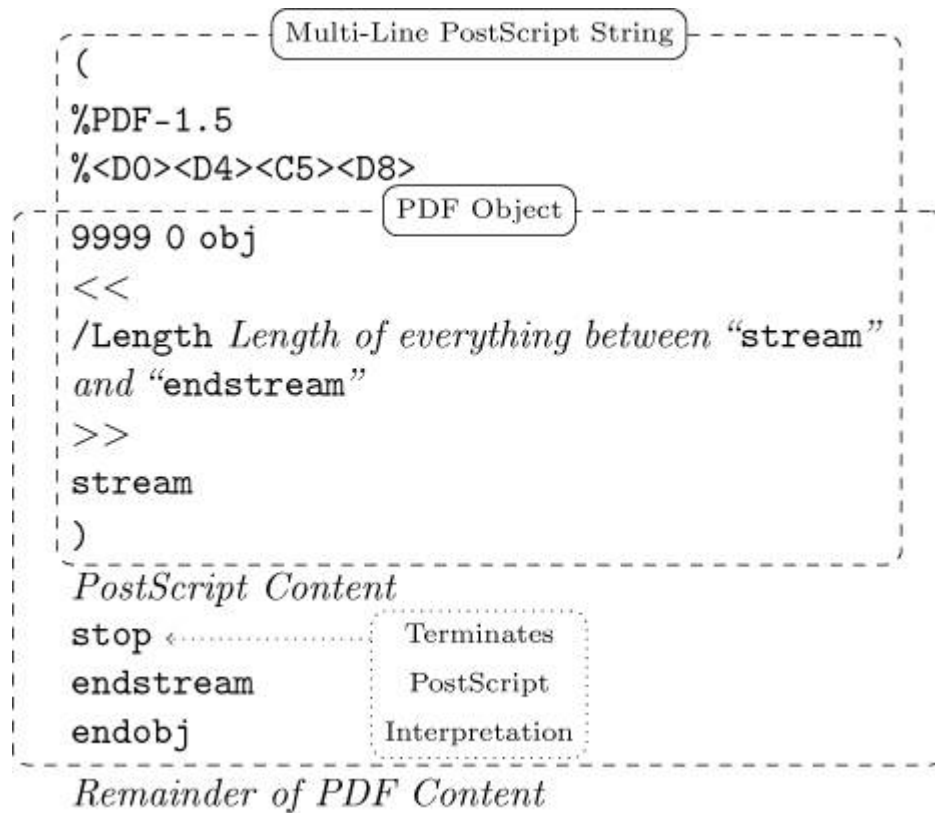 Multi-Line PostScript String
(
%PDF-1.5
%<D0><D4><C5><D8>
PDF Object
9999 0 obj
<<
/Length Length of everything between “stream”
and “endstream”
>>
stream
)
PostScript Content
stop
Terminates
endstream
PostScript
endobj
Interpretation
Remainder of PDF Content